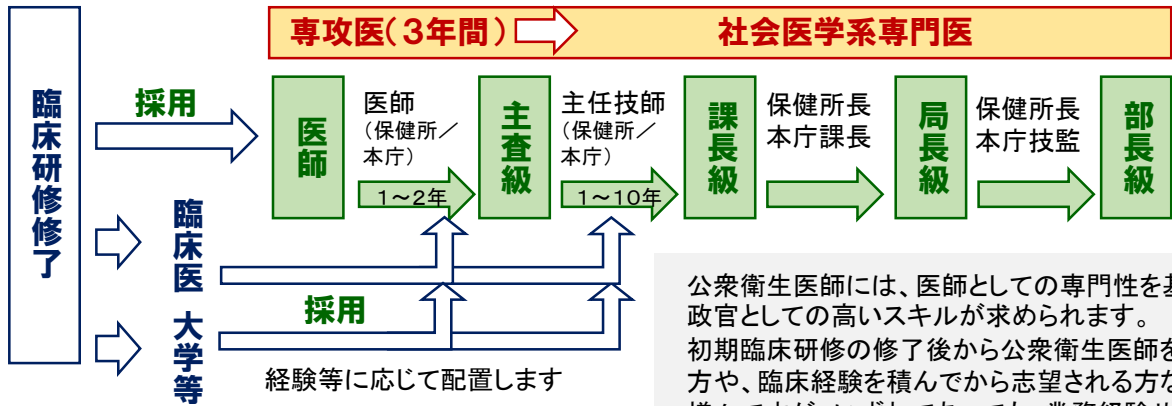 専攻医(3年間)
社会医学系専門医
臨床研修修了
採用
医師
医師
(保健所/
本庁)
1~2年
主査級
主任技師
(保健所/
本庁)
1~10年
課長級
保健所長
本庁課長
局長級
保健所長
本庁技監
部長級
臨床医
大学等
採用
経験等に応じて配置します
公衆衛生医師には、医師としての専門性を
政官としての高いスキルが求められます。
初期臨床研修の修了後から公衆衛生医師を
方や、臨床経験を積んでから志望される方な